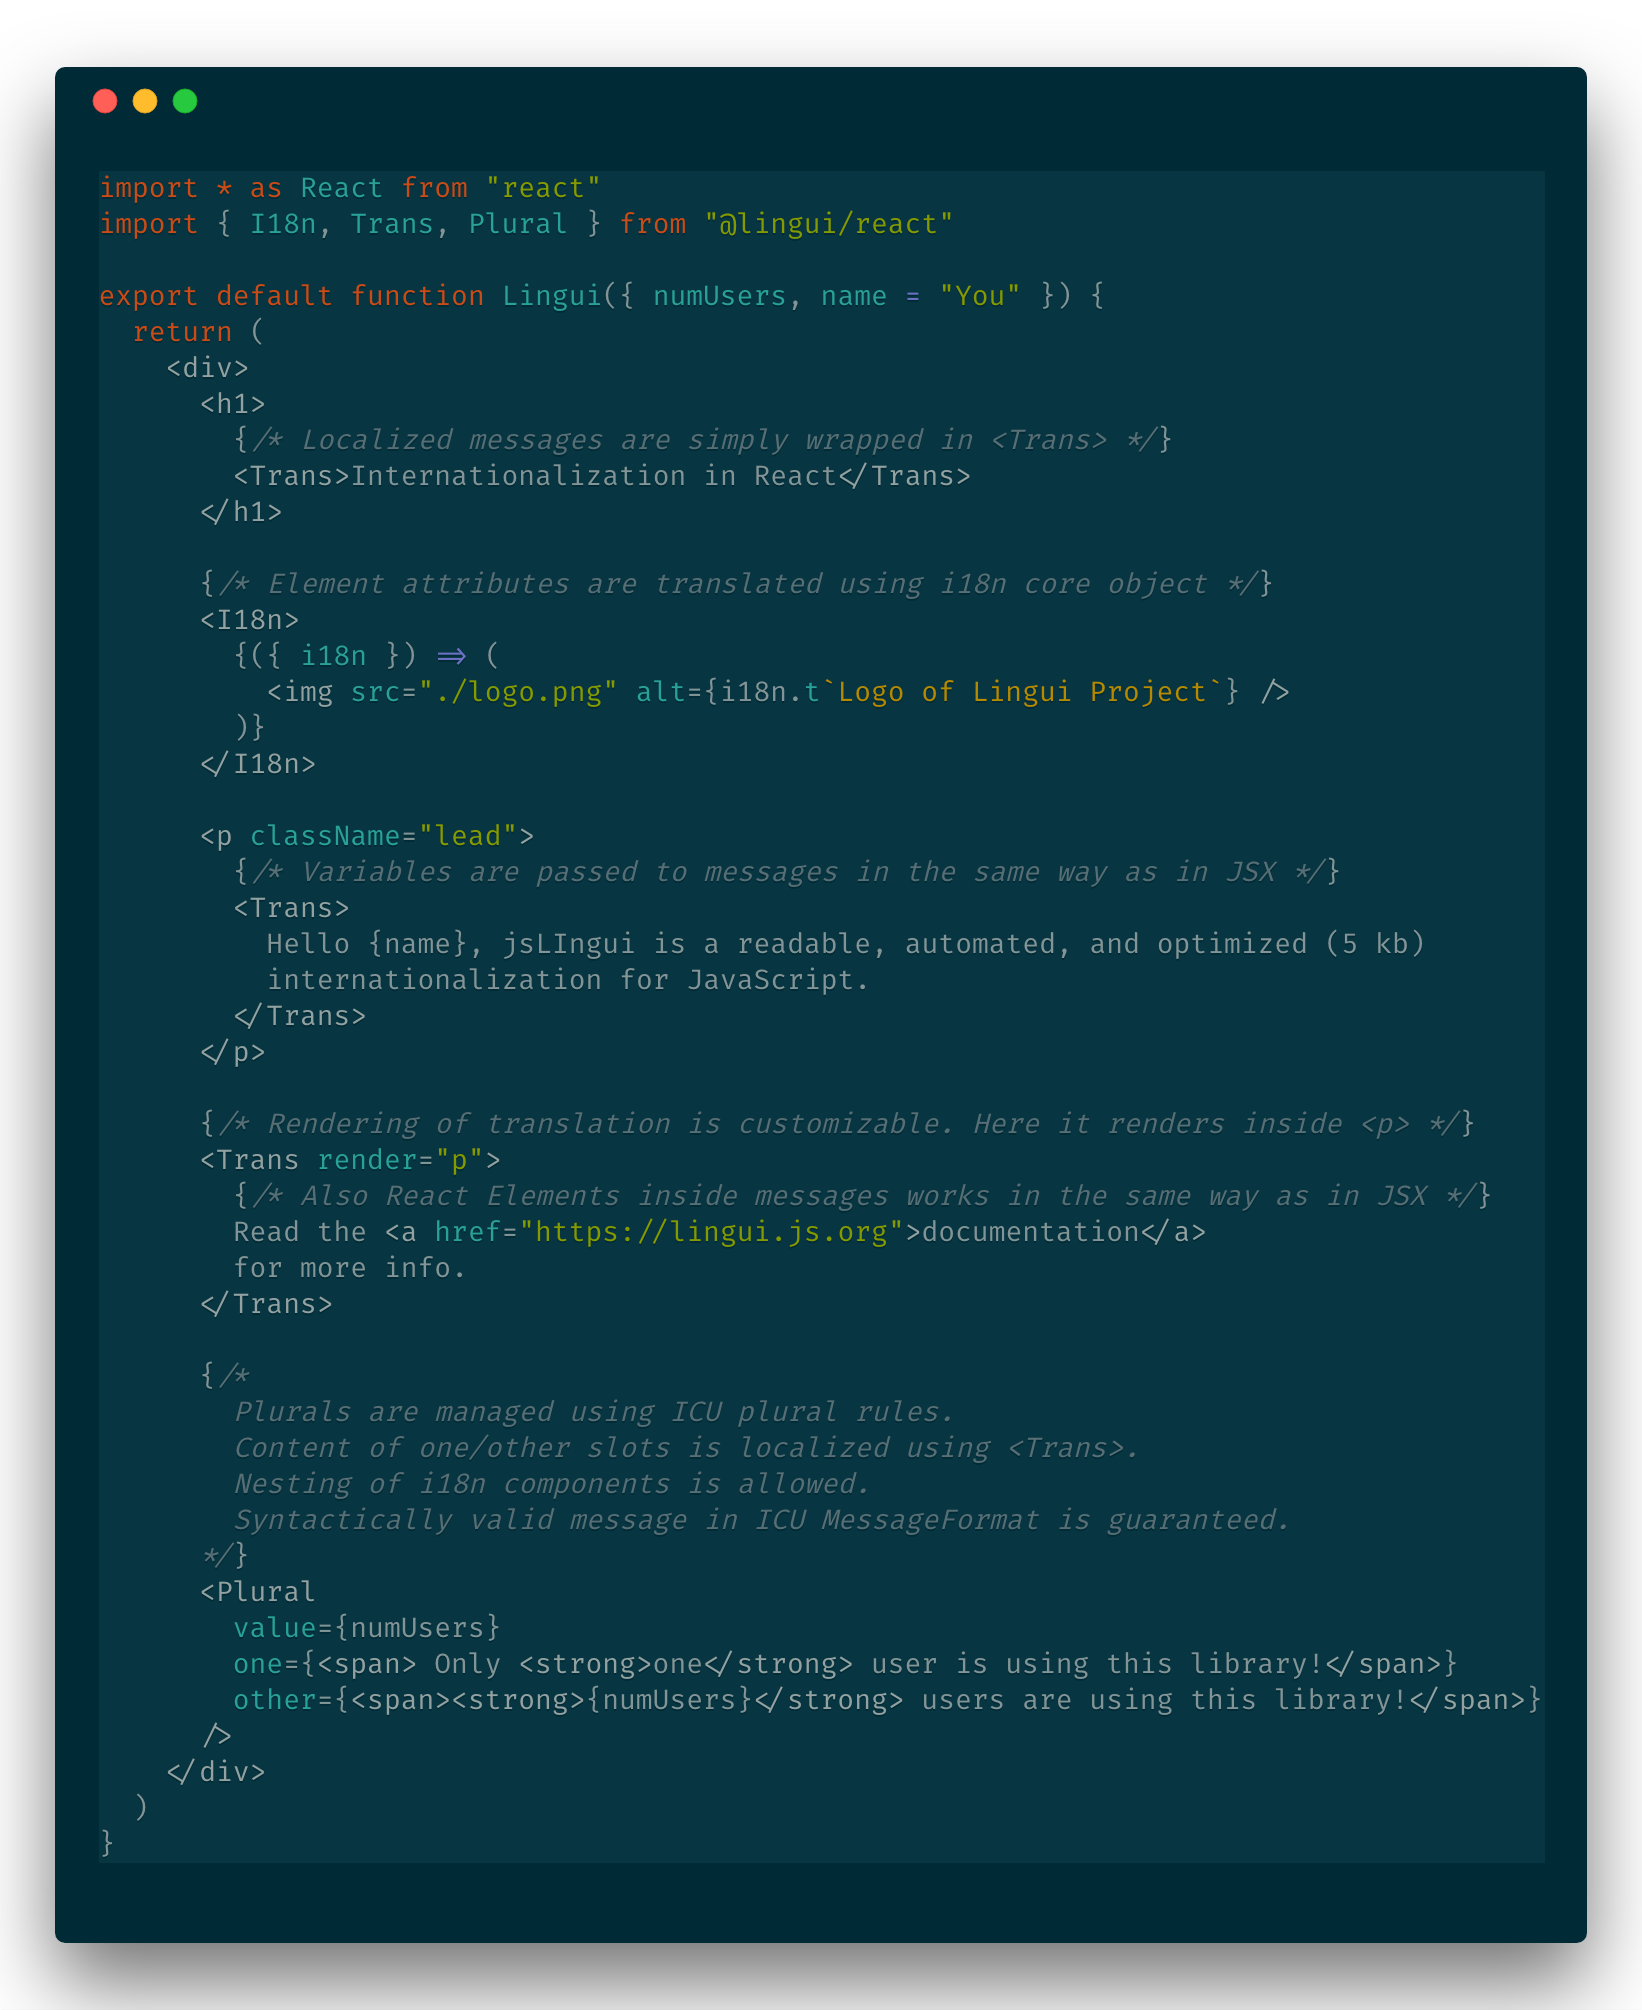 import * as React from "react"
import { I18n, Trans, Plural } from "@lingui/react"

export default function Lingui({ numUsers, name = "You" }) {
  return (
    <div>
      <h1>
        {/* Localized messages are simply wrapped in <Trans> */}
        <Trans>Internationalization in React</Trans>
      </h1>

      {/* Element attributes are translated using i18n core object */}
      <I18n>
        {({ i18n }) => (
          <img src="./logo.png" alt={i18n.t`Logo of Lingui Project`} />
        )}
      </I18n>

      <p className="lead">
        {/* Variables are passed to messages in the same way as in JSX */}
        <Trans>
          Hello {name}, jsLIngui is a readable, automated, and optimized (5 kb)
          internationalization for JavaScript.
        </Trans>
      </p>

      {/* Rendering of translation is customizable. Here it renders inside <p> */}
      <Trans render="p">
        {/* Also React Elements inside messages works in the same way as in JSX */}
        Read the <a href="https://lingui.js.org">documentation</a>
        for more info.
      </Trans>

      {/*
        Plurals are managed using ICU plural rules.
        Content of one/other slots is localized using <Trans>.
        Nesting of i18n components is allowed.
        Syntactically valid message in ICU MessageFormat is guaranteed.
      */}
      <Plural
        value={numUsers}
        one={<span> Only <strong>one</strong> user is using this library!</span>}
        other={<span><strong>{numUsers}</strong> users are using this library!</span>}
      />
    </div>
  )
}